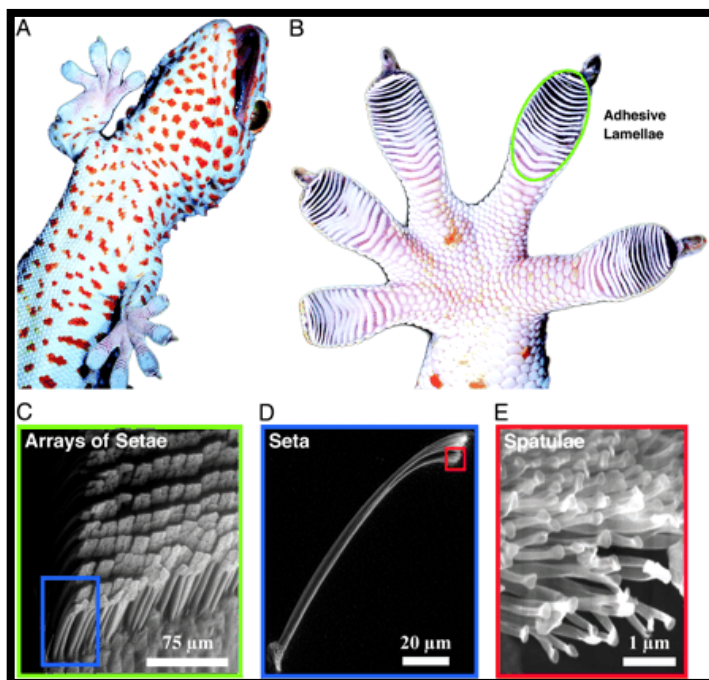 A
B
Adhesive
Lamellae
C
D
E
Arrays of Setae
Seta
Spatulae
75 µm
20 µm
1 µm